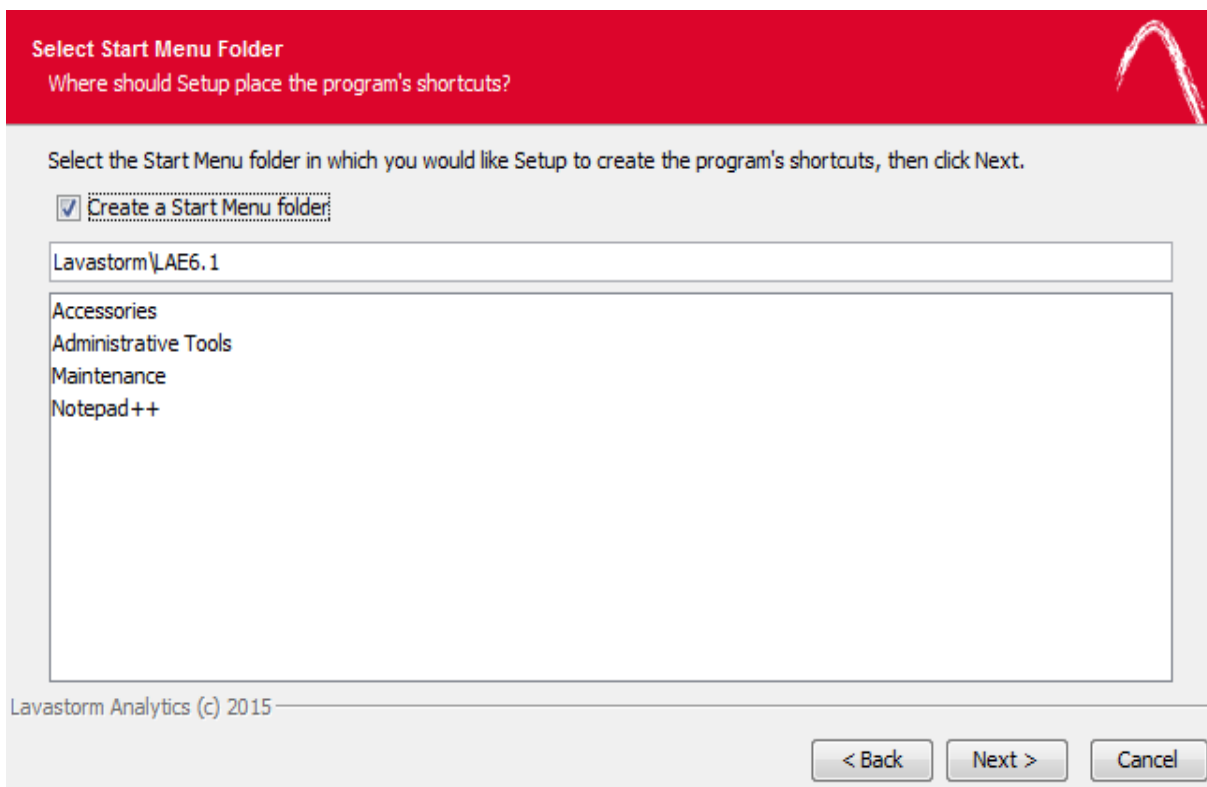 Select Start Menu Folder
Where should Setup place the program's shortcuts?
Select the Start Menu folder in which you would like Setup to create the program's shortcuts, then click Next.
Create a Start Menu folder
Lavastorm\LAE6.1
Accessories
Administrative Tools
Maintenance
Notepad++
Lavastorm Analytics (c) 2015
< Back Next > Cancel